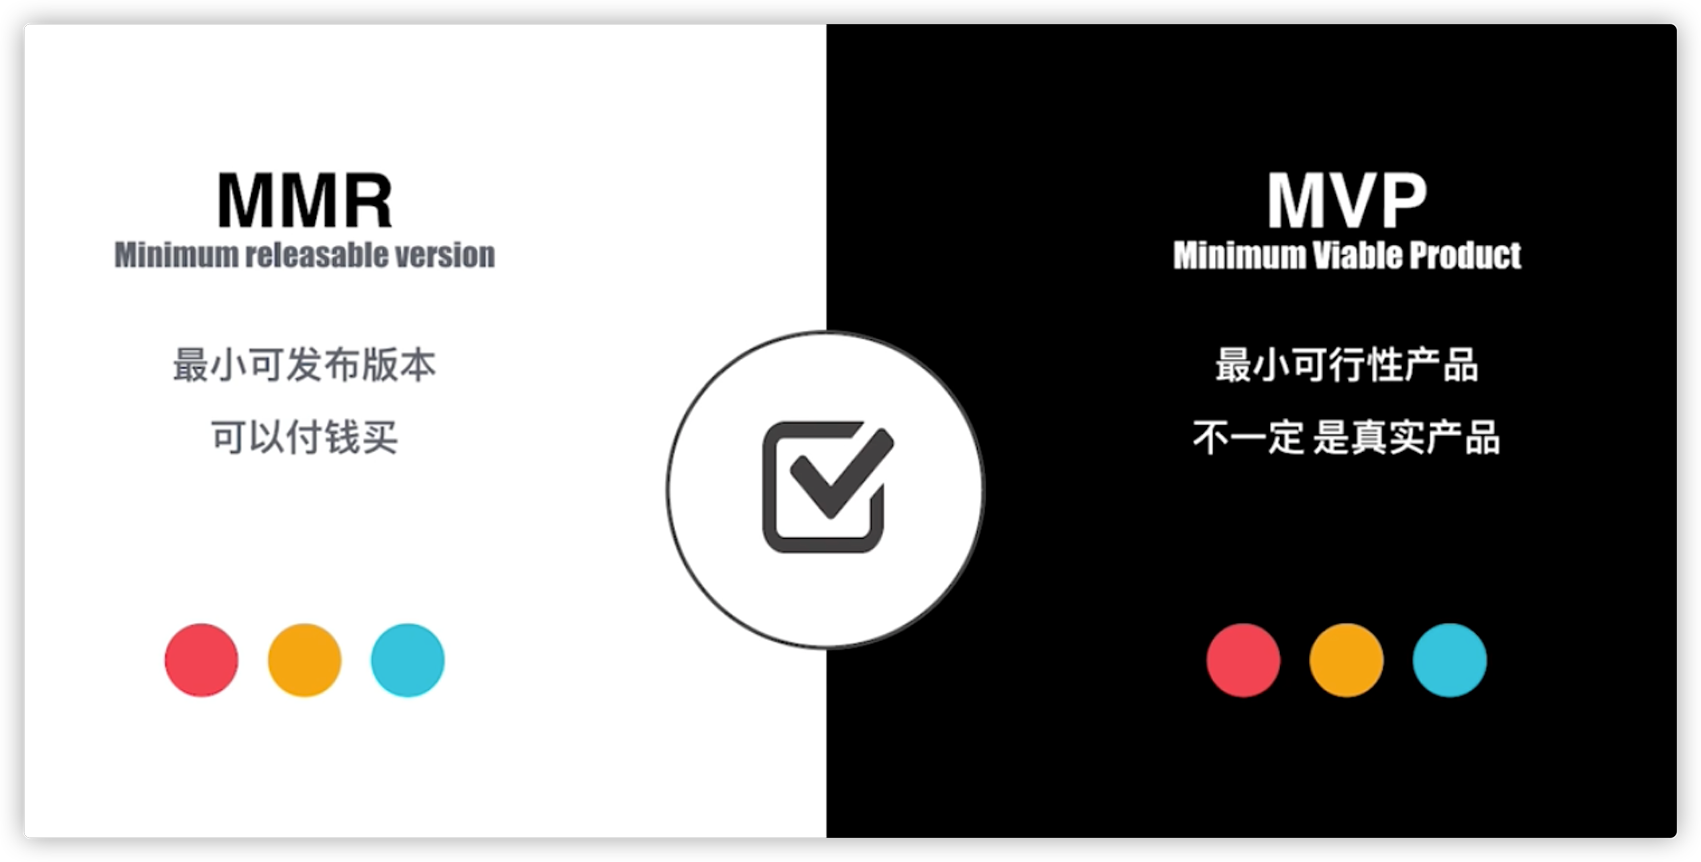 MMR
Minimum releasable version
最小可发布版本
可以付钱买
MVP
Minimum Viable Product
最小可行性产品
不一定 是真实产品